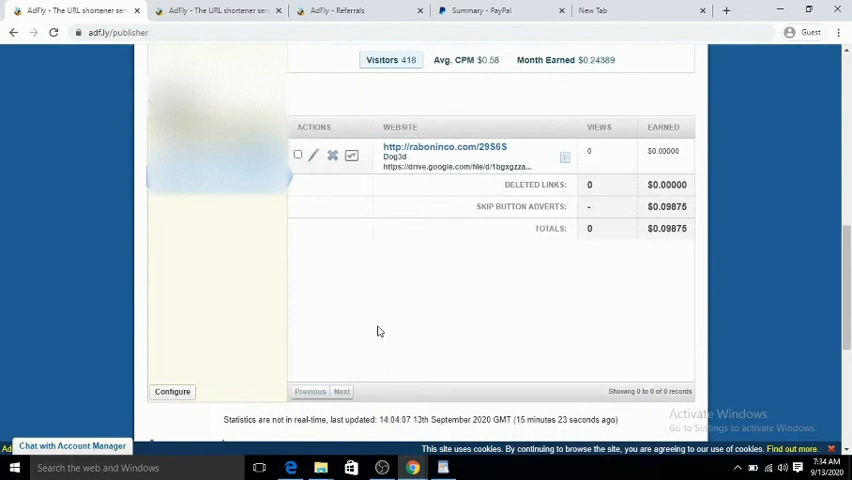 AdFly - The URL shortener ser
AdFly - The URL shortener ser
AdFly - Referrals
Summary - PayPal
New Tab
adf.ly/publisher
Guest
Visitors 418
Avg. CPM $0.58
Month Earned $0.24389
ACTIONS
WEBSITE
VIEWS
EARNED
http://raboninco.com/29S6S
Dog3d
https://drive.google.com/file/d/1bgxgzza...
0
$0.00000
DELETED LINKS:
0
$0.00000
SKIP BUTTON ADVERTS:
-
$0.09875
TOTALS:
0
$0.09875
Configure
Previous
Next
Showing 0 to 0 of 0 records
Statistics are not in real-time, last updated: 14:04:07 13th September 2020 GMT (15 minutes 23 seconds ago)
Activate Windows
Go to Settings to activate Windows.
Chat with Account Manager
This site uses cookies. By continuing to browse the site, you are agreeing to our use of cookies. Find out more.
Search the web and Windows
7:34 AM
9/13/2020